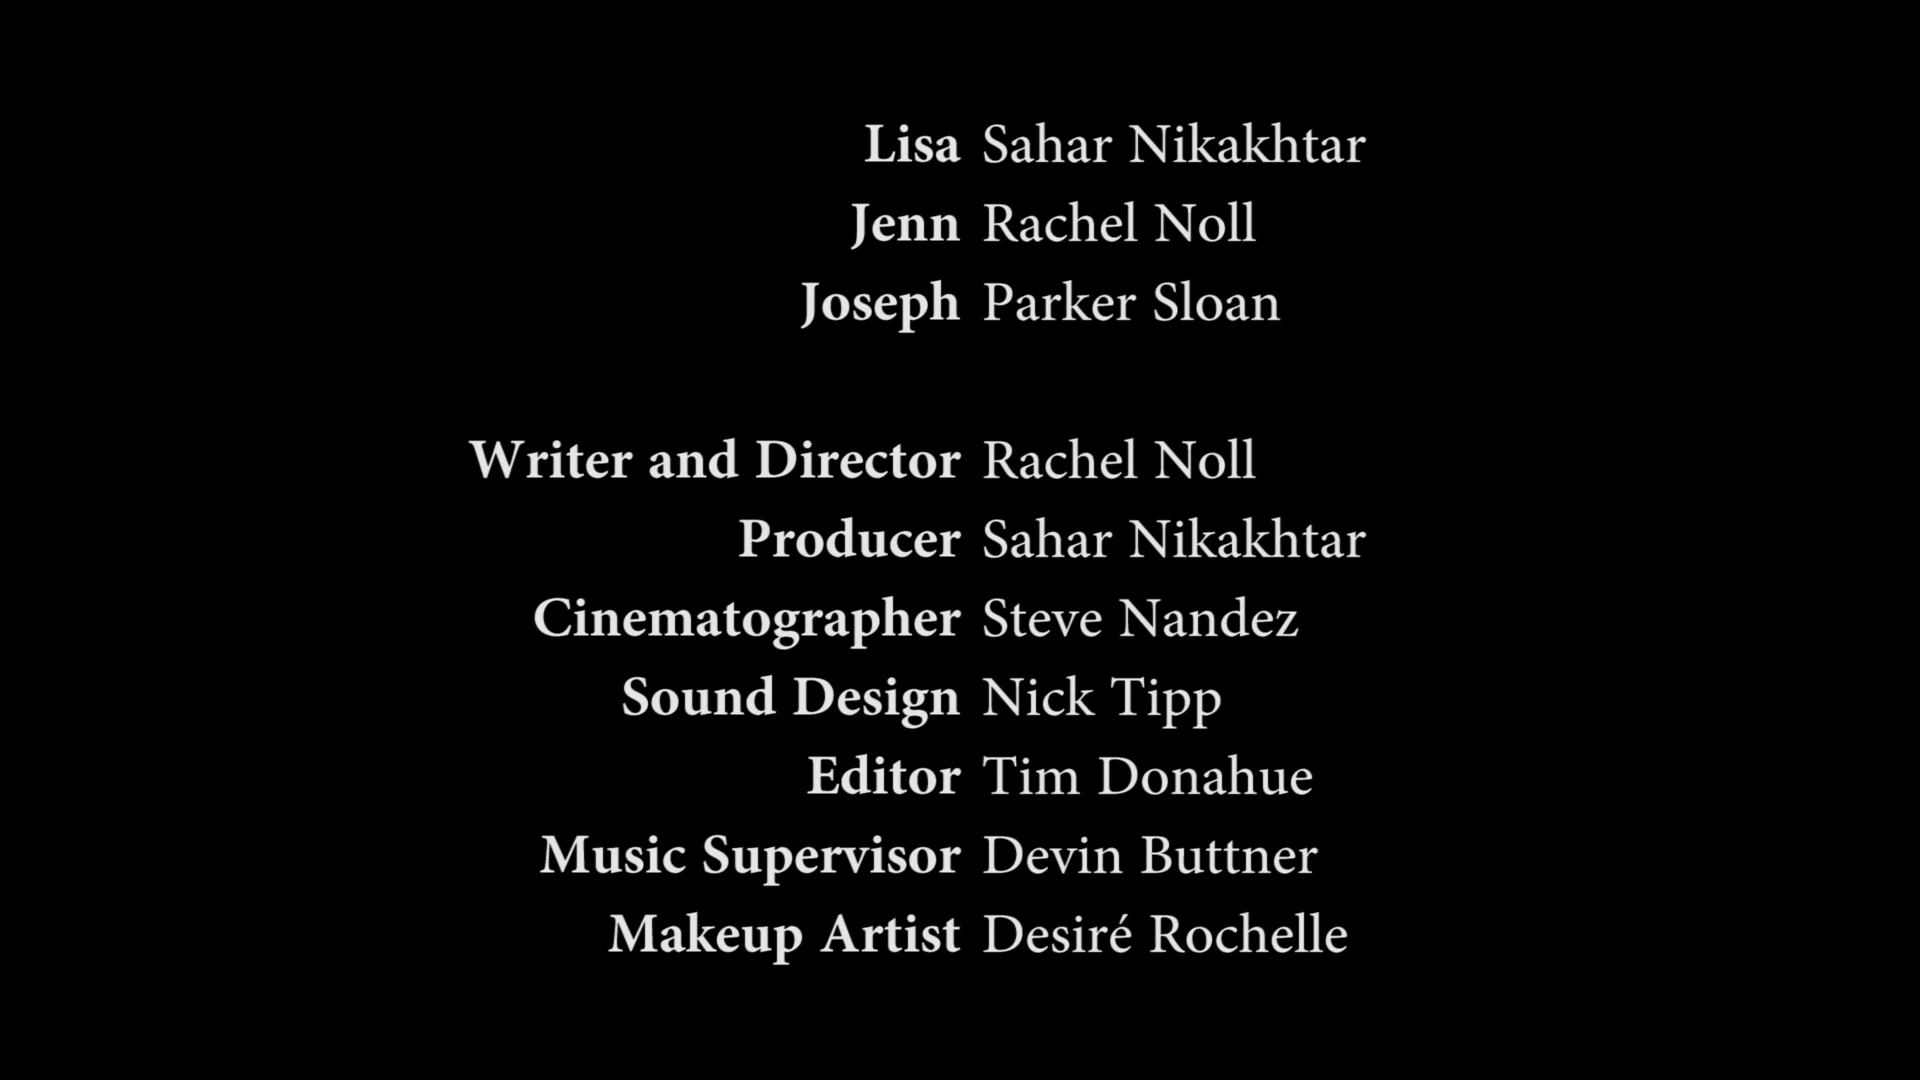 Lisa Sahar Nikakhtar
Jenn Rachel Noll
Joseph Parker Sloan
Writer and Director Rachel Noll
Producer Sahar Nikakhtar
Cinematographer Steve Nandez
Sound Design Nick Tipp
Editor Tim Donahue
Music Supervisor Devin Buttner
Makeup Artist Desiré Rochelle